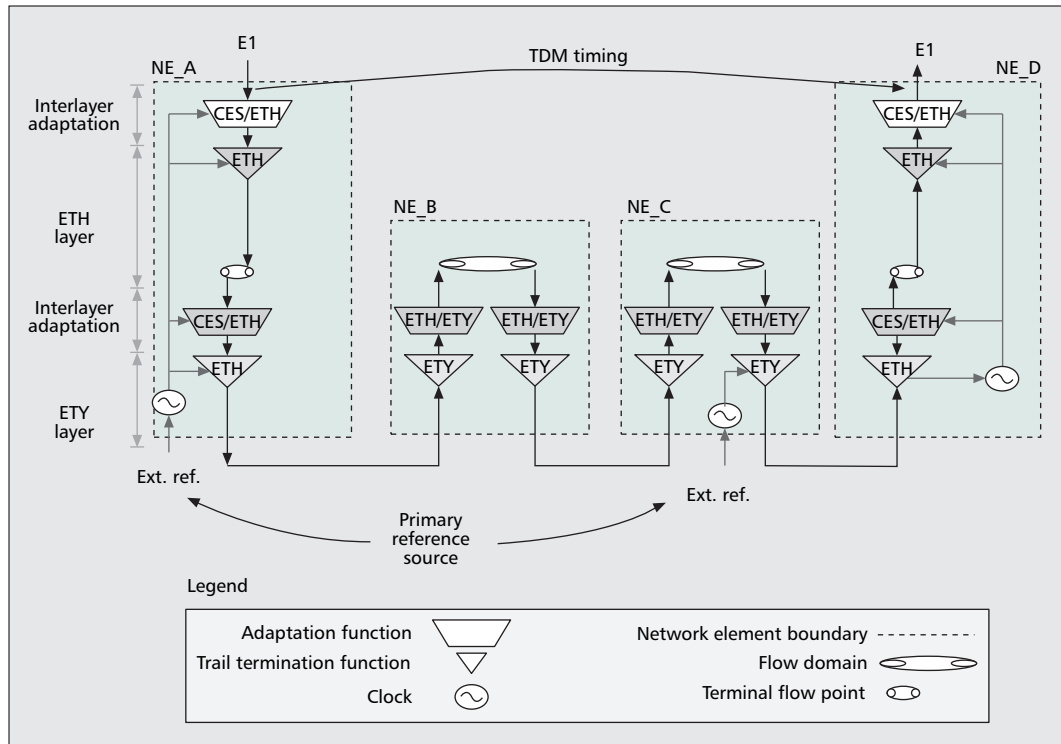 E1
TDM timing
E1
NE_A
NE_D
Interlayer
adaptation
CES/ETH
CES/ETH
ETH
ETH
ETH
layer
NE_B
NE_C
Interlayer
adaptation
CES/ETH
ETH/ETY
ETH/ETY
ETH/ETY
ETH/ETY
CES/ETH
ETH
ETY
ETY
ETY
ETY
ETH
ETY
layer
Ext. ref.
Ext. ref.
Primary
reference
source
Legend
Adaptation function
Network element boundary
Trail termination function
Flow domain
Clock
Terminal flow point